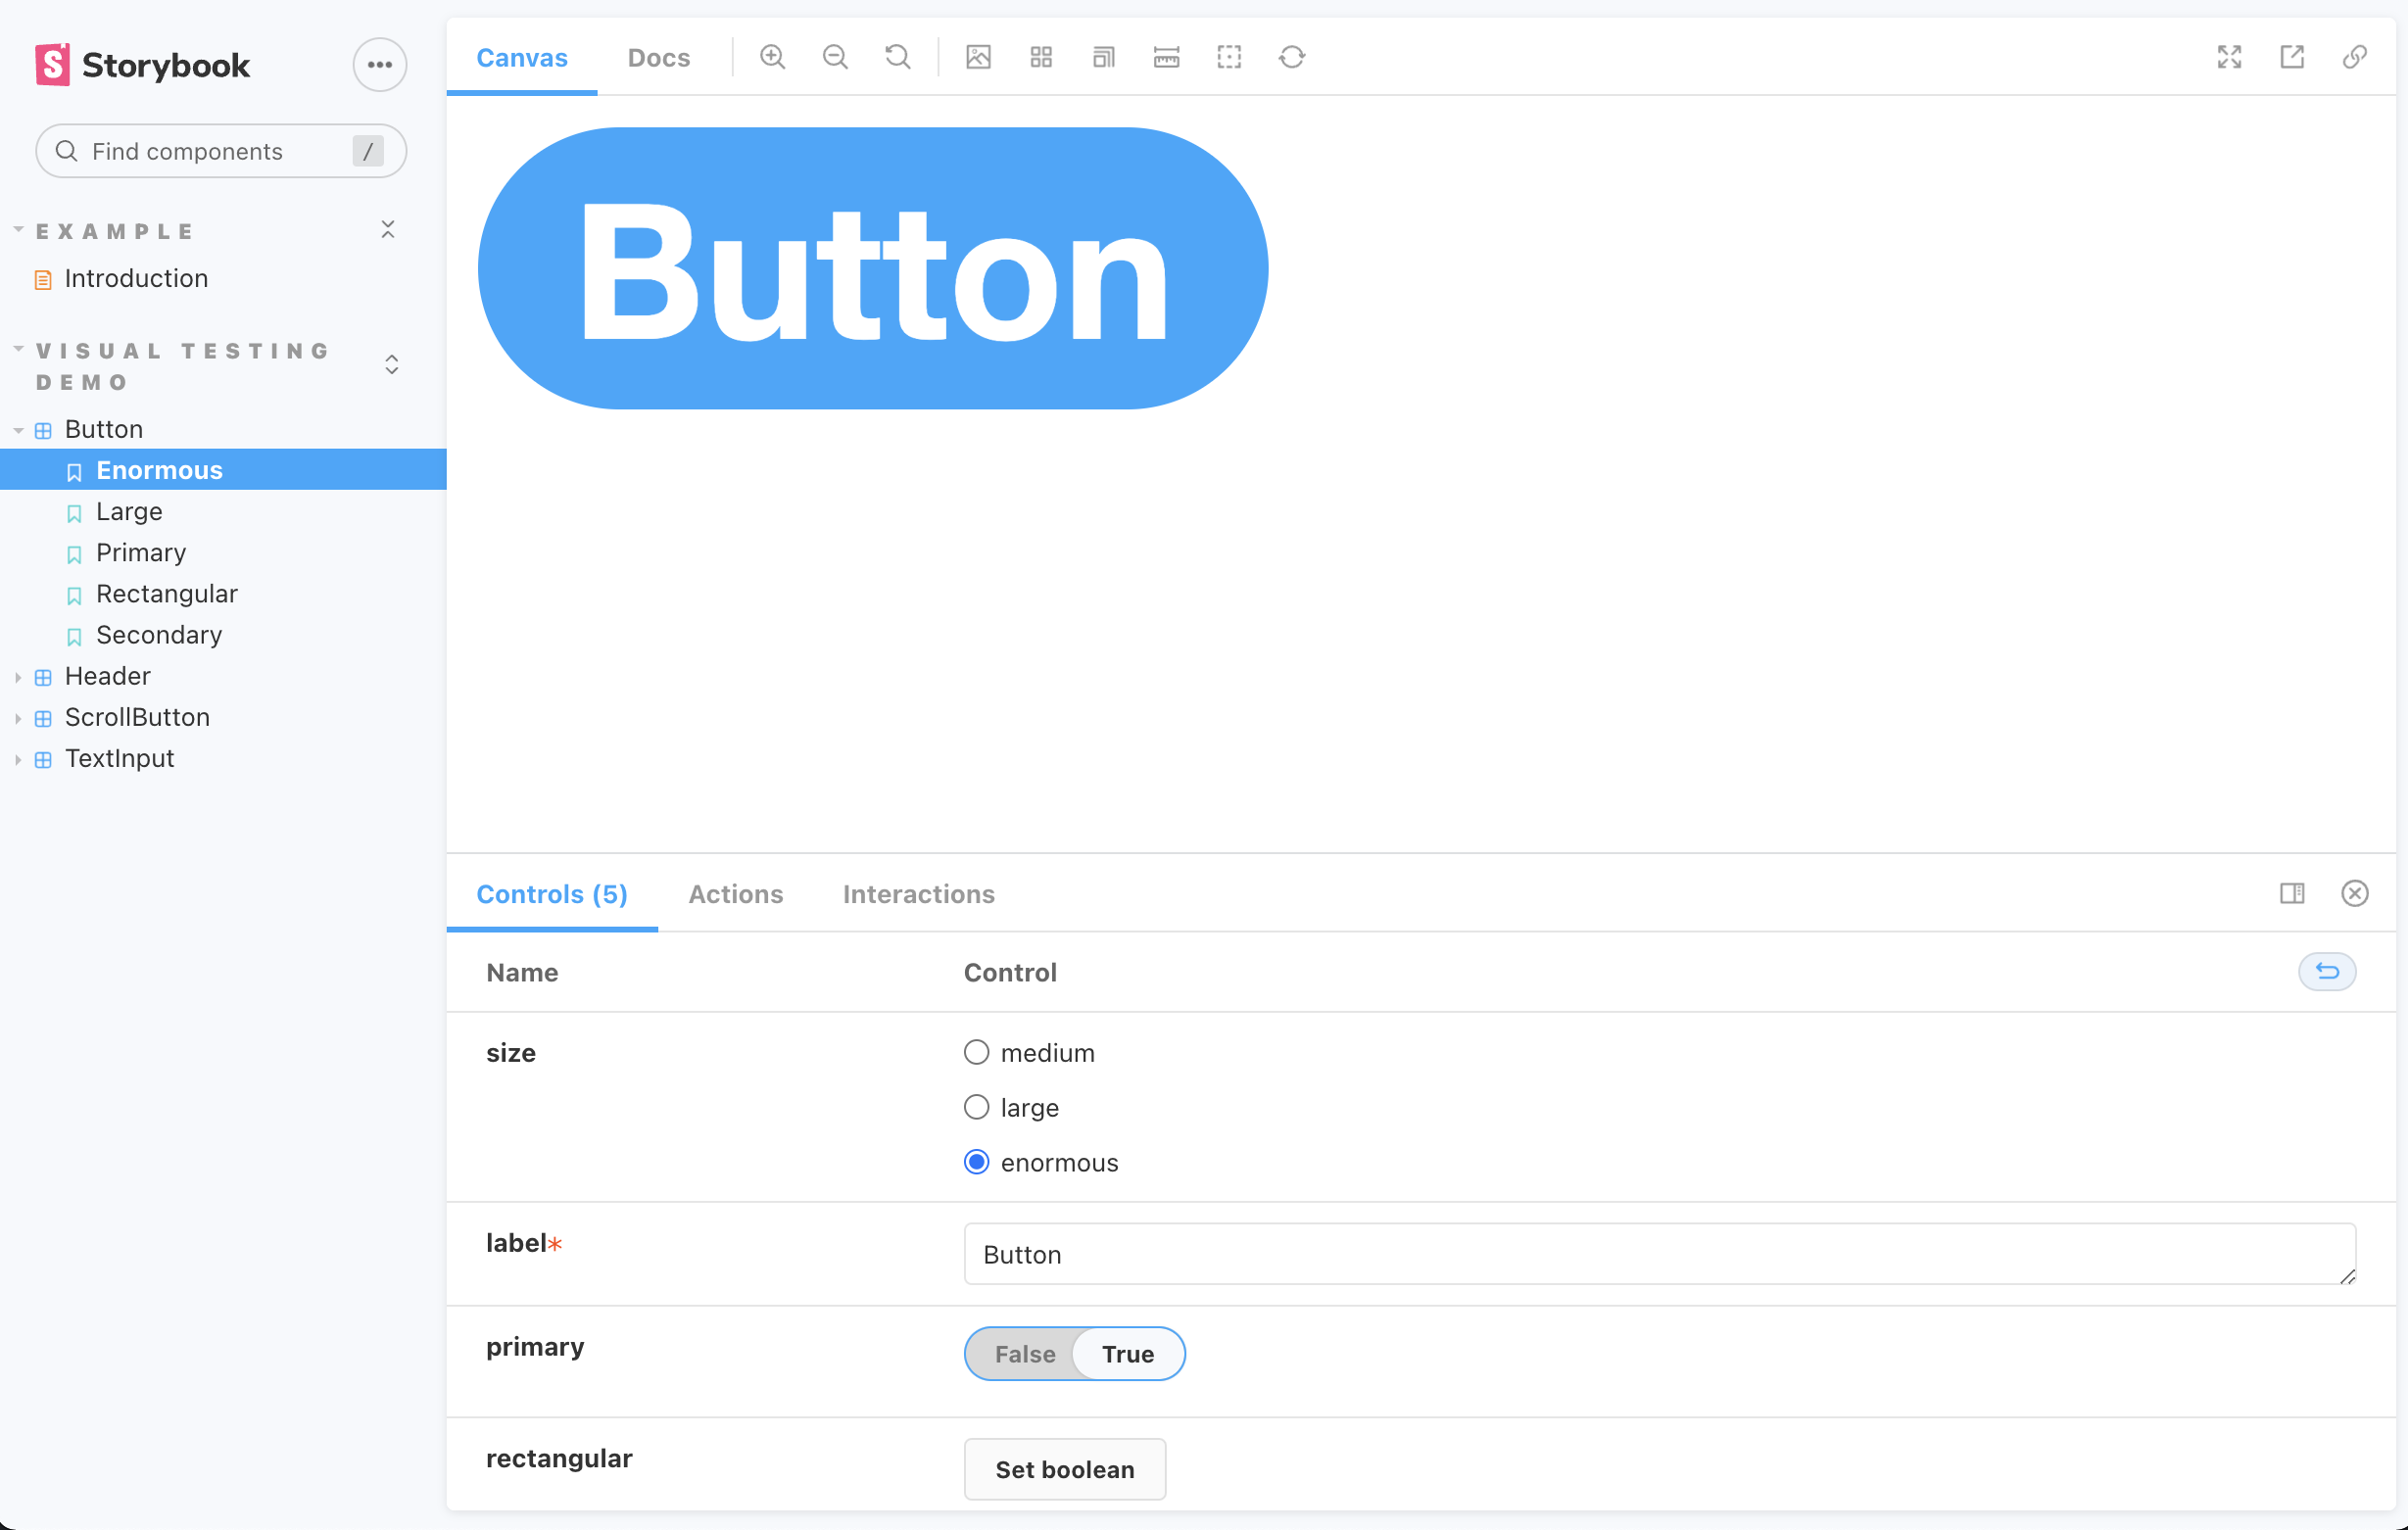 Storybook
Find components
/
EXAMPLE
Introduction
VISUAL TESTING
DEMO
Button
Enormous
Large
Primary
Rectangular
Secondary
Header
ScrollButton
TextInput
Canvas
Docs
Button
Controls (5)
Actions
Interactions
Name
Control
size
medium
large
enormous
label*
Button
primary
False
True
rectangular
Set boolean